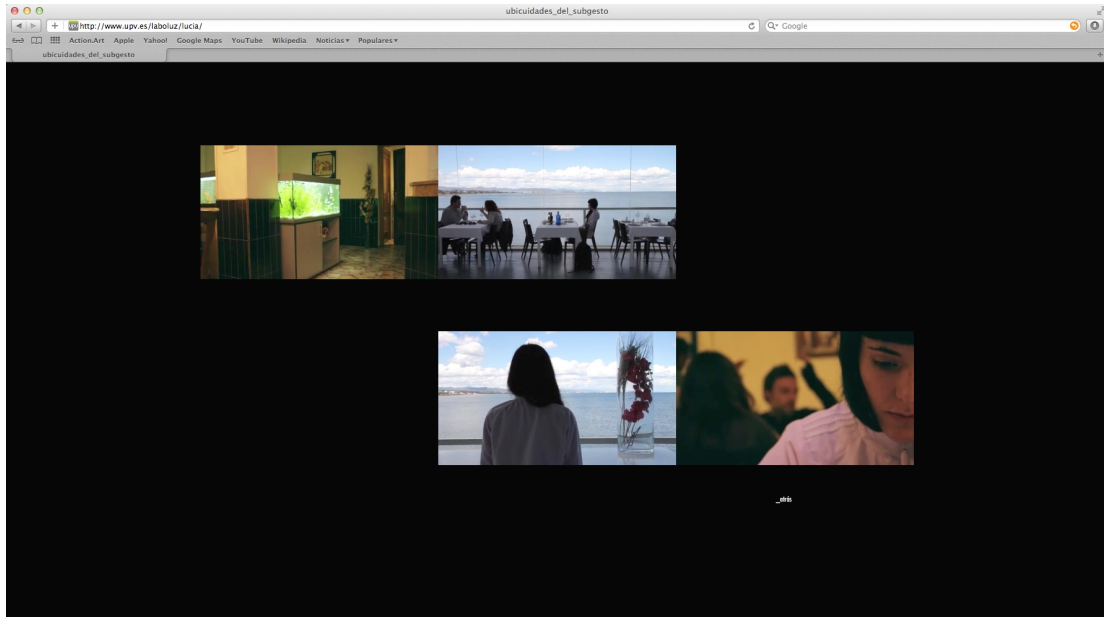 ubicuidades_del_subgesto
http://www.upv.es/laboluz/lucia/
Google
Action.Art Apple Yahoo! Google Maps YouTube Wikipedia Noticias Populares
ubicuidades_del_subgesto
_atrás